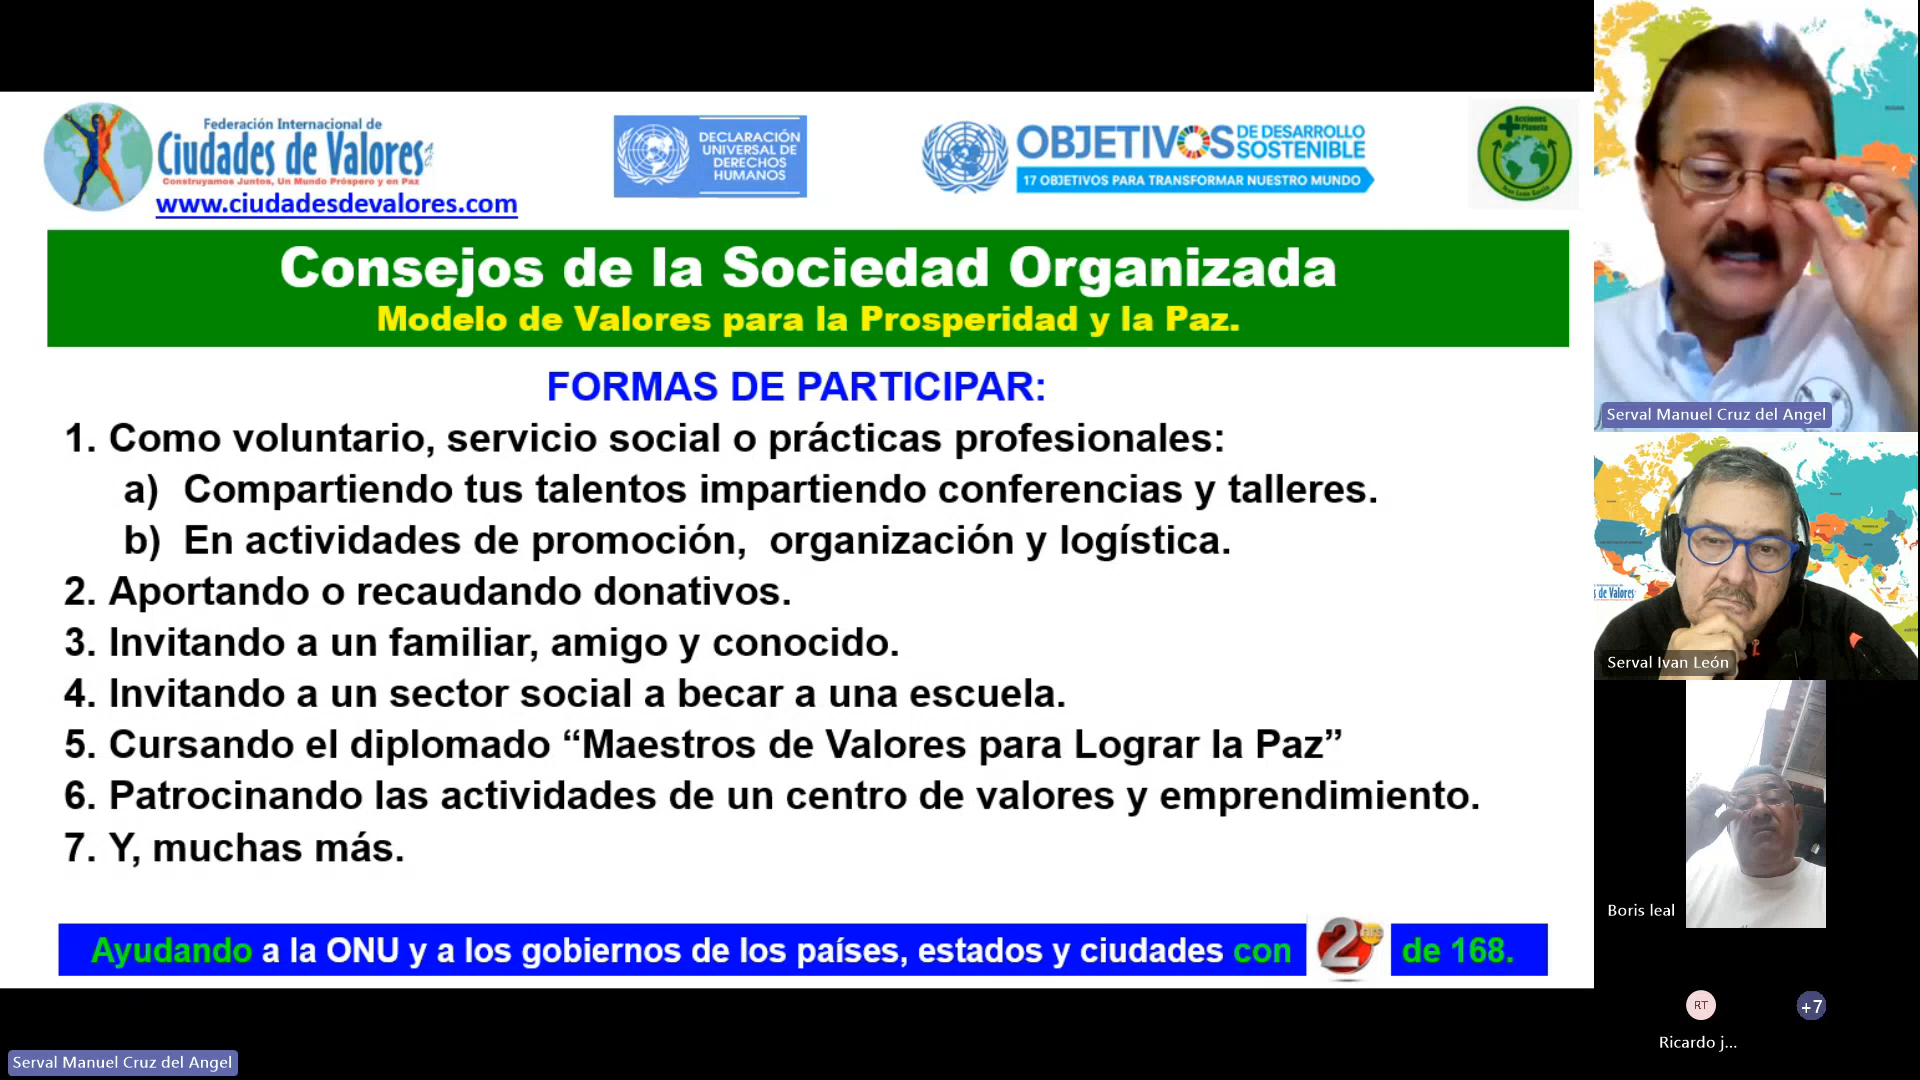 Federación Internacional de
Ciudades de Valores A.C.
Construyamos Juntos, Un Mundo Próspero y en Paz
www.ciudadesdevalores.com
DECLARACIÓN
UNIVERSAL DE
DERECHOS
HUMANOS
OBJETIVOS DE DESARROLLO
SOSTENIBLE
17 OBJETIVOS PARA TRANSFORMAR NUESTRO MUNDO
Acciones
Planeta
Consejos de la Sociedad Organizada
Modelo de Valores para la Prosperidad y la Paz.
FORMAS DE PARTICIPAR:
1. Como voluntario, servicio social o prácticas profesionales:
a) Compartiendo tus talentos impartiendo conferencias y talleres.
b) En actividades de promoción, organización y logística.
2. Aportando o recaudando donativos.
3. Invitando a un familiar, amigo y conocido.
4. Invitando a un sector social a becar a una escuela.
5. Cursando el diplomado “Maestros de Valores para Lograr la Paz”
6. Patrocinando las actividades de un centro de valores y emprendimiento.
7. Y, muchas más.
Ayudando a la ONU y a los gobiernos de los países, estados y ciudades con 2 hrs de 168.
Serval Manuel Cruz del Angel
s de Valores
Serval Ivan León
Boris leal
RT
+7
Ricardo j...
Serval Manuel Cruz del Angel